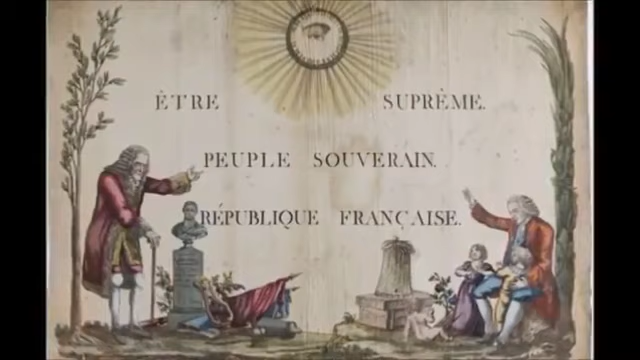 ÊTRE SUPRÊME.
PEUPLE SOUVERAIN.
RÉPUBLIQUE FRANÇAISE.